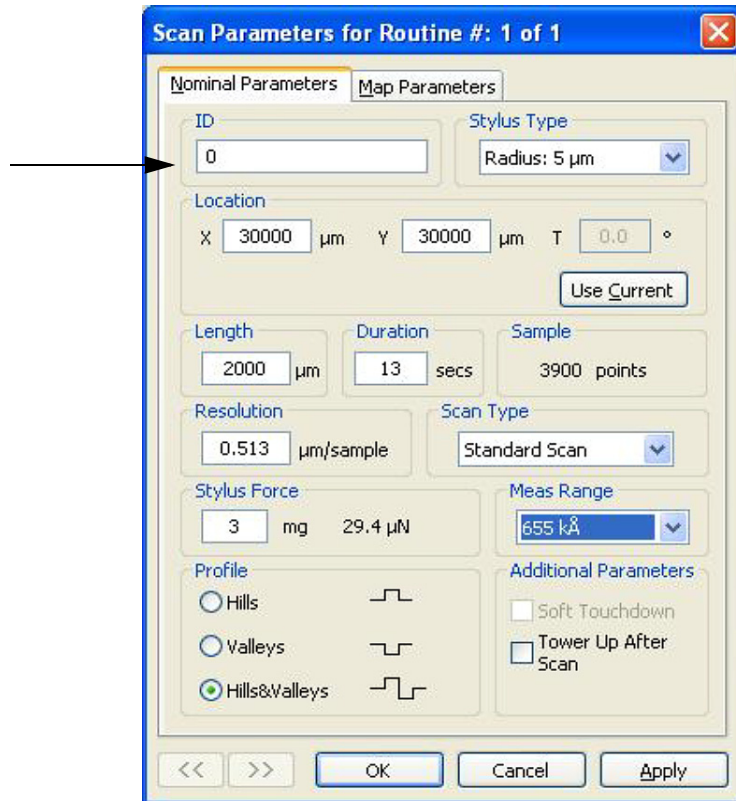 Scan Parameters for Routine #: 1 of 1
Nominal Parameters Map Parameters
ID Stylus Type
0 Radius: 5 µm
Location
X 30000 µm Y 30000 µm T 0.0 °
Use Current
Length Duration Sample
2000 µm 13 secs 3900 points
Resolution Scan Type
0.513 µm/sample Standard Scan
Stylus Force Meas Range
3 mg 29.4 µN 655 kÅ
Profile Additional Parameters
Hills Soft Touchdown
Valleys Tower Up After
Scan
Hills&Valleys
<< >> OK Cancel Apply